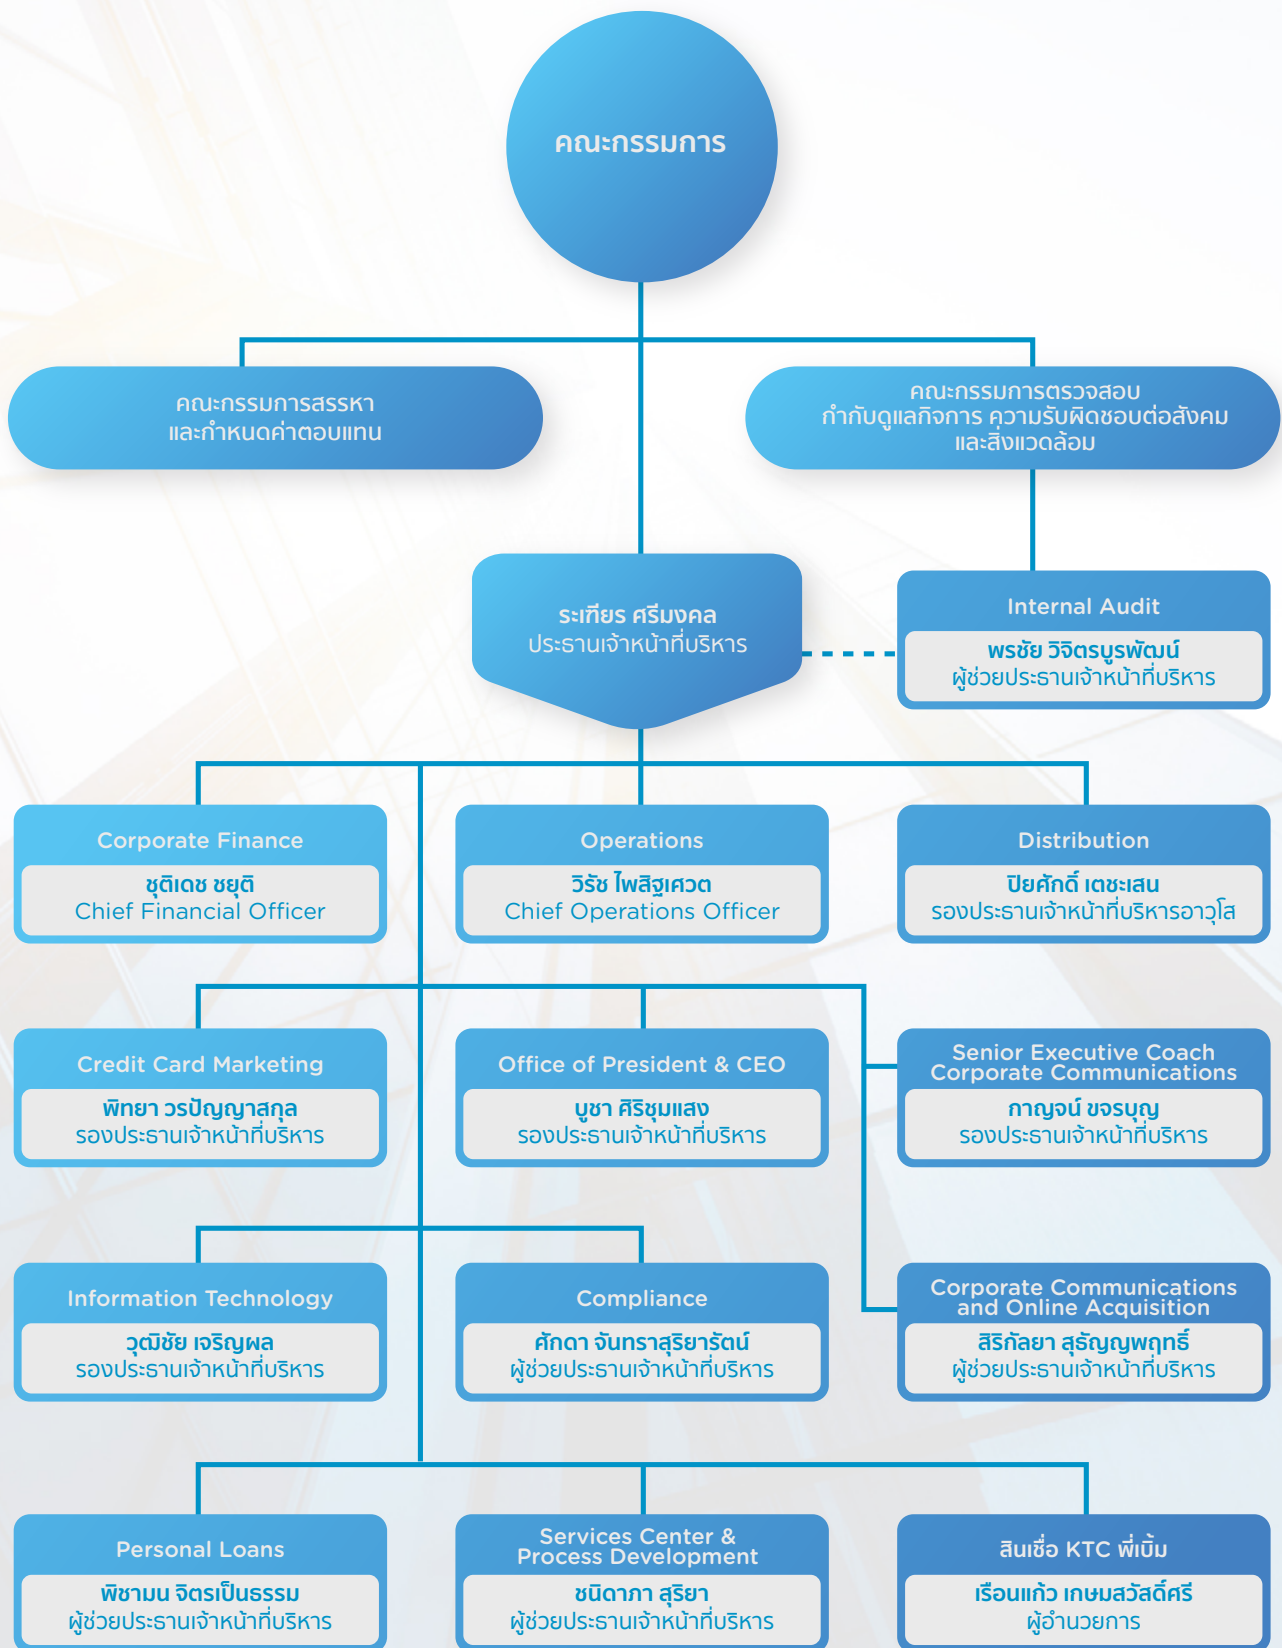 คณะกรรมการ
คณะกรรมการสรรหา
และกำหนดค่าตอบแทน
คณะกรรมการตรวจสอบ
กำกับดูแลกิจการ ความรับผิดชอบต่อสังคม
และสิ่งแวดล้อม
ระเฑียร ศรีมงคล
ประธานเจ้าหน้าที่บริหาร
Internal Audit
พรชัย วิจิตรบูรพัฒน์
ผู้ช่วยประธานเจ้าหน้าที่บริหาร
Corporate Finance
ชุติเดช ชยุติ
Chief Financial Officer
Operations
วิรัช ไพสิฐเศวต
Chief Operations Officer
Distribution
ปิยศักดิ์ เตชะเสน
รองประธานเจ้าหน้าที่บริหารอาวุโส
Credit Card Marketing
พิทยา วรปัญญาสกุล
รองประธานเจ้าหน้าที่บริหาร
Office of President & CEO
บูชา ศิริชุมแสง
รองประธานเจ้าหน้าที่บริหาร
Senior Executive Coach
Corporate Communications
กาญจน์ ขจรบุญ
รองประธานเจ้าหน้าที่บริหาร
Information Technology
วุฒิชัย เจริญผล
รองประธานเจ้าหน้าที่บริหาร
Compliance
ศักดา จันทราสุริยารัตน์
ผู้ช่วยประธานเจ้าหน้าที่บริหาร
Corporate Communications
and Online Acquisition
สิริกัลยา สุธัญญพฤทธิ์
ผู้ช่วยประธานเจ้าหน้าที่บริหาร
Personal Loans
พิชามน จิตรเป็นธรรม
ผู้ช่วยประธานเจ้าหน้าที่บริหาร
Services Center &
Process Development
ชนิดาภา สุริยา
ผู้ช่วยประธานเจ้าหน้าที่บริหาร
สินเชื่อ KTC พี่เบิ้ม
เรือนแก้ว เกษมสวัสดิ์ศรี
ผู้อำนวยการ